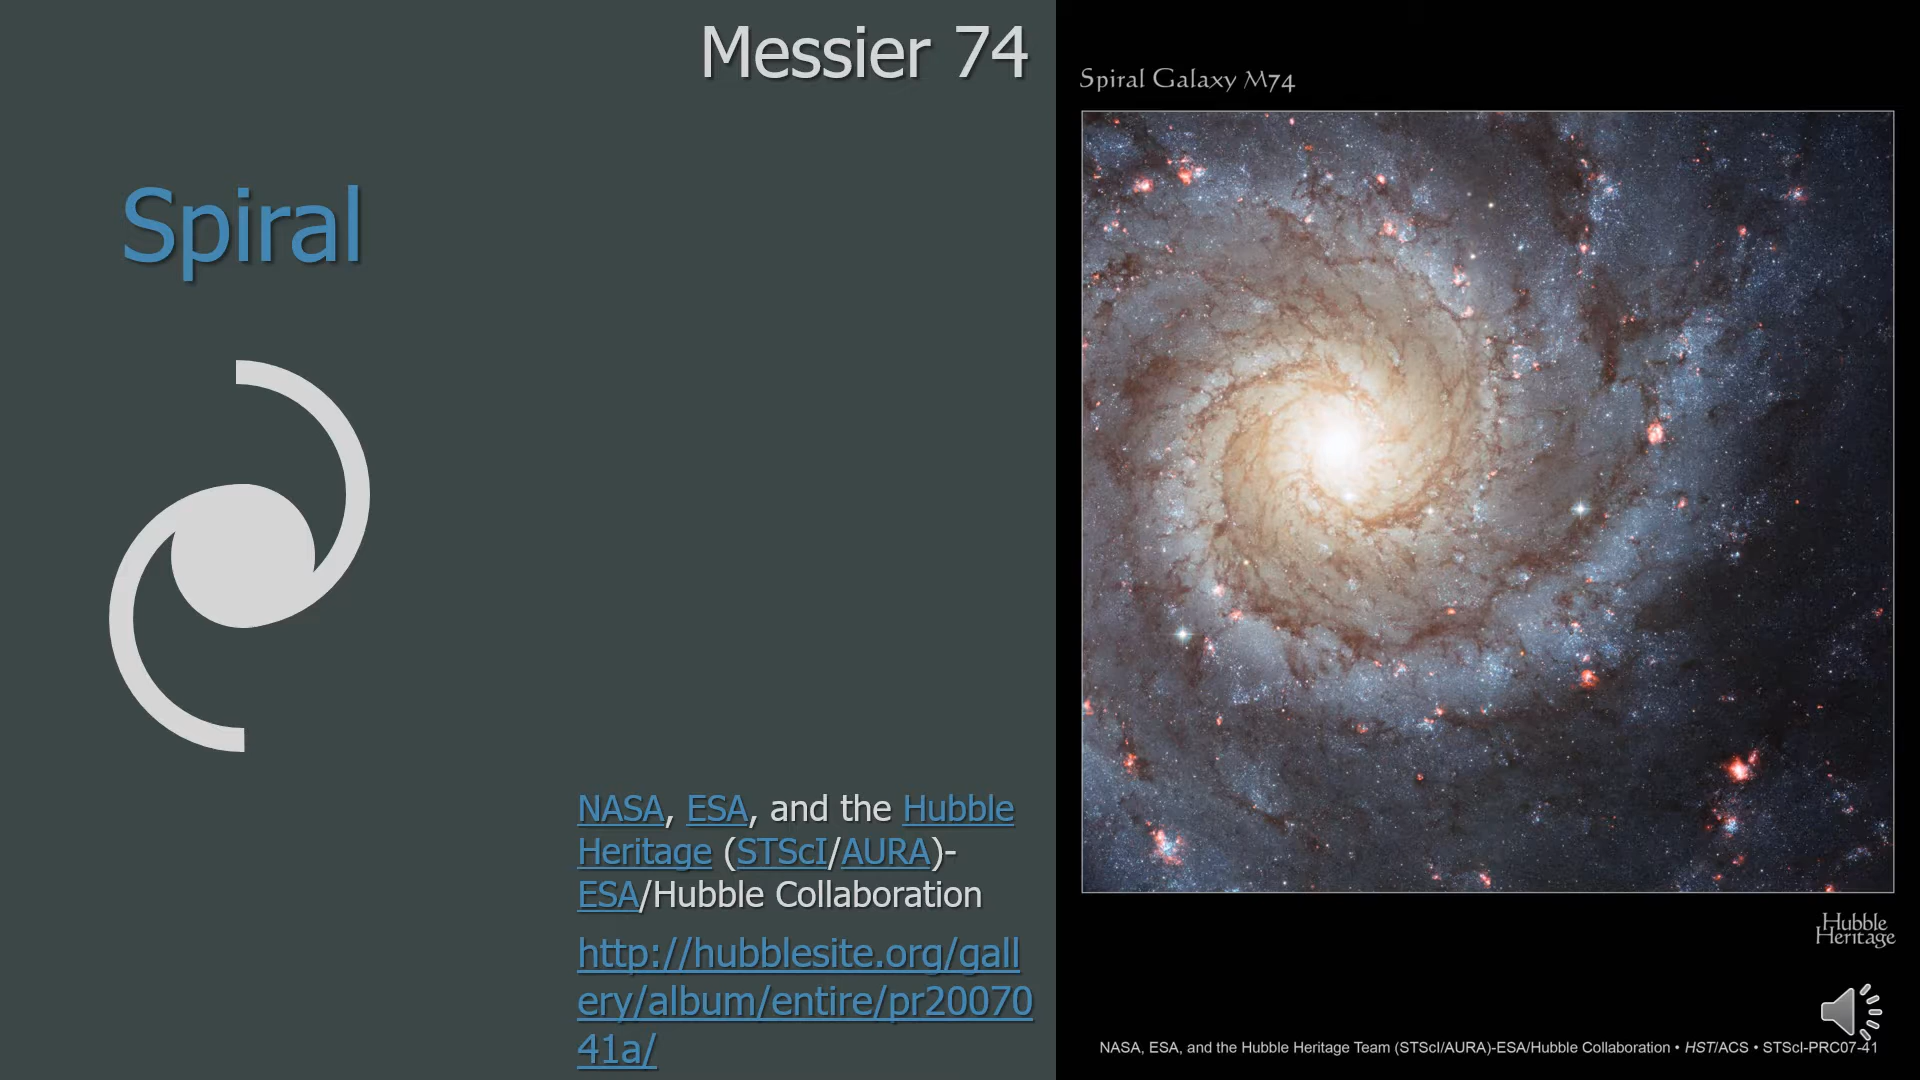 Messier 74
Spiral
NASA, ESA, and the Hubble
Heritage (STScI/AURA)-
ESA/Hubble Collaboration
http://hubblesite.org/gall
ery/album/entire/pr20070
41a/
Spiral Galaxy M74
Hubble
Heritage
NASA, ESA, and the Hubble Heritage Team (STScI/AURA)-ESA/Hubble Collaboration • HST/ACS • STScI-PRC07-41